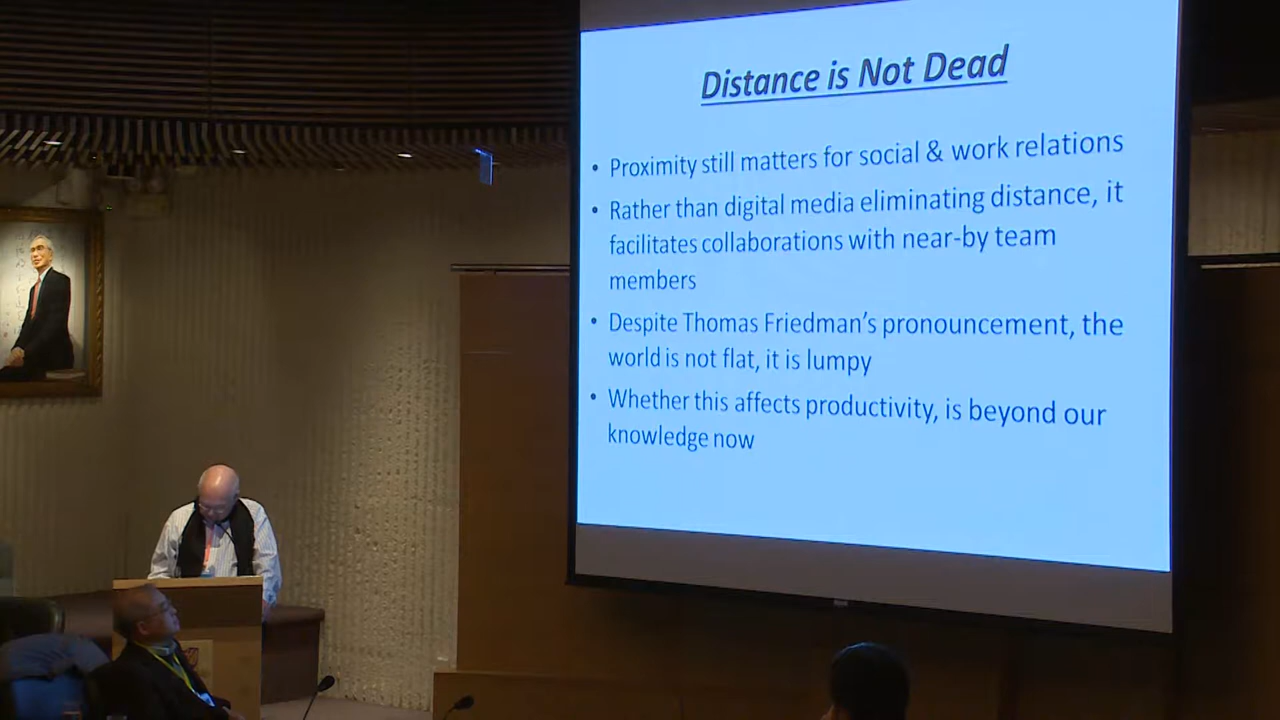 Distance is Not Dead
• Proximity still matters for social & work relations
• Rather than digital media eliminating distance, it
facilitates collaborations with near-by team
members
• Despite Thomas Friedman's pronouncement, the
world is not flat, it is lumpy
• Whether this affects productivity, is beyond our
knowledge now